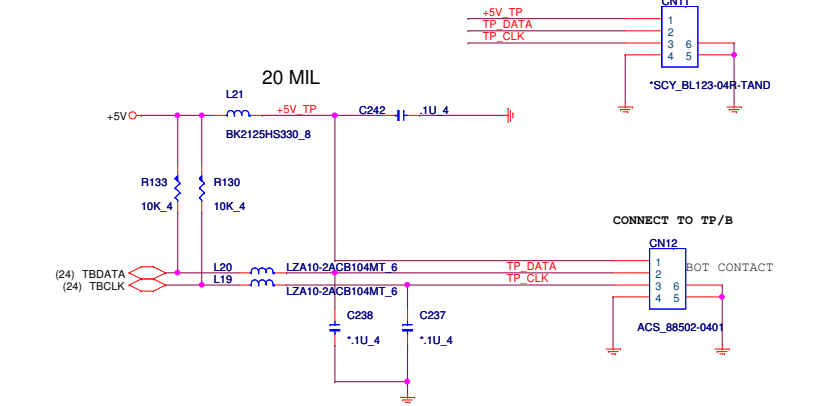 CN11
+5V_TP
TP_DATA
TP_CLK
1
2
3 6
4 5
*SCY_BL123-04R-TAND
20 MIL
L21
+5V
+5V_TP
C242
.1U_4
BK2125HS330_8
R133
R130
10K_4
10K_4
CONNECT TO TP/B
CN12
1
BOT CONTACT
(24) TBDATA
L20
LZA10-2ACB104MT_6
TP_DATA
2
(24) TBCLK
L19
LZA10-2ACB104MT_6
TP_CLK
3 6
4 5
C238
C237
*.1U_4
*.1U_4
ACS_88502-0401